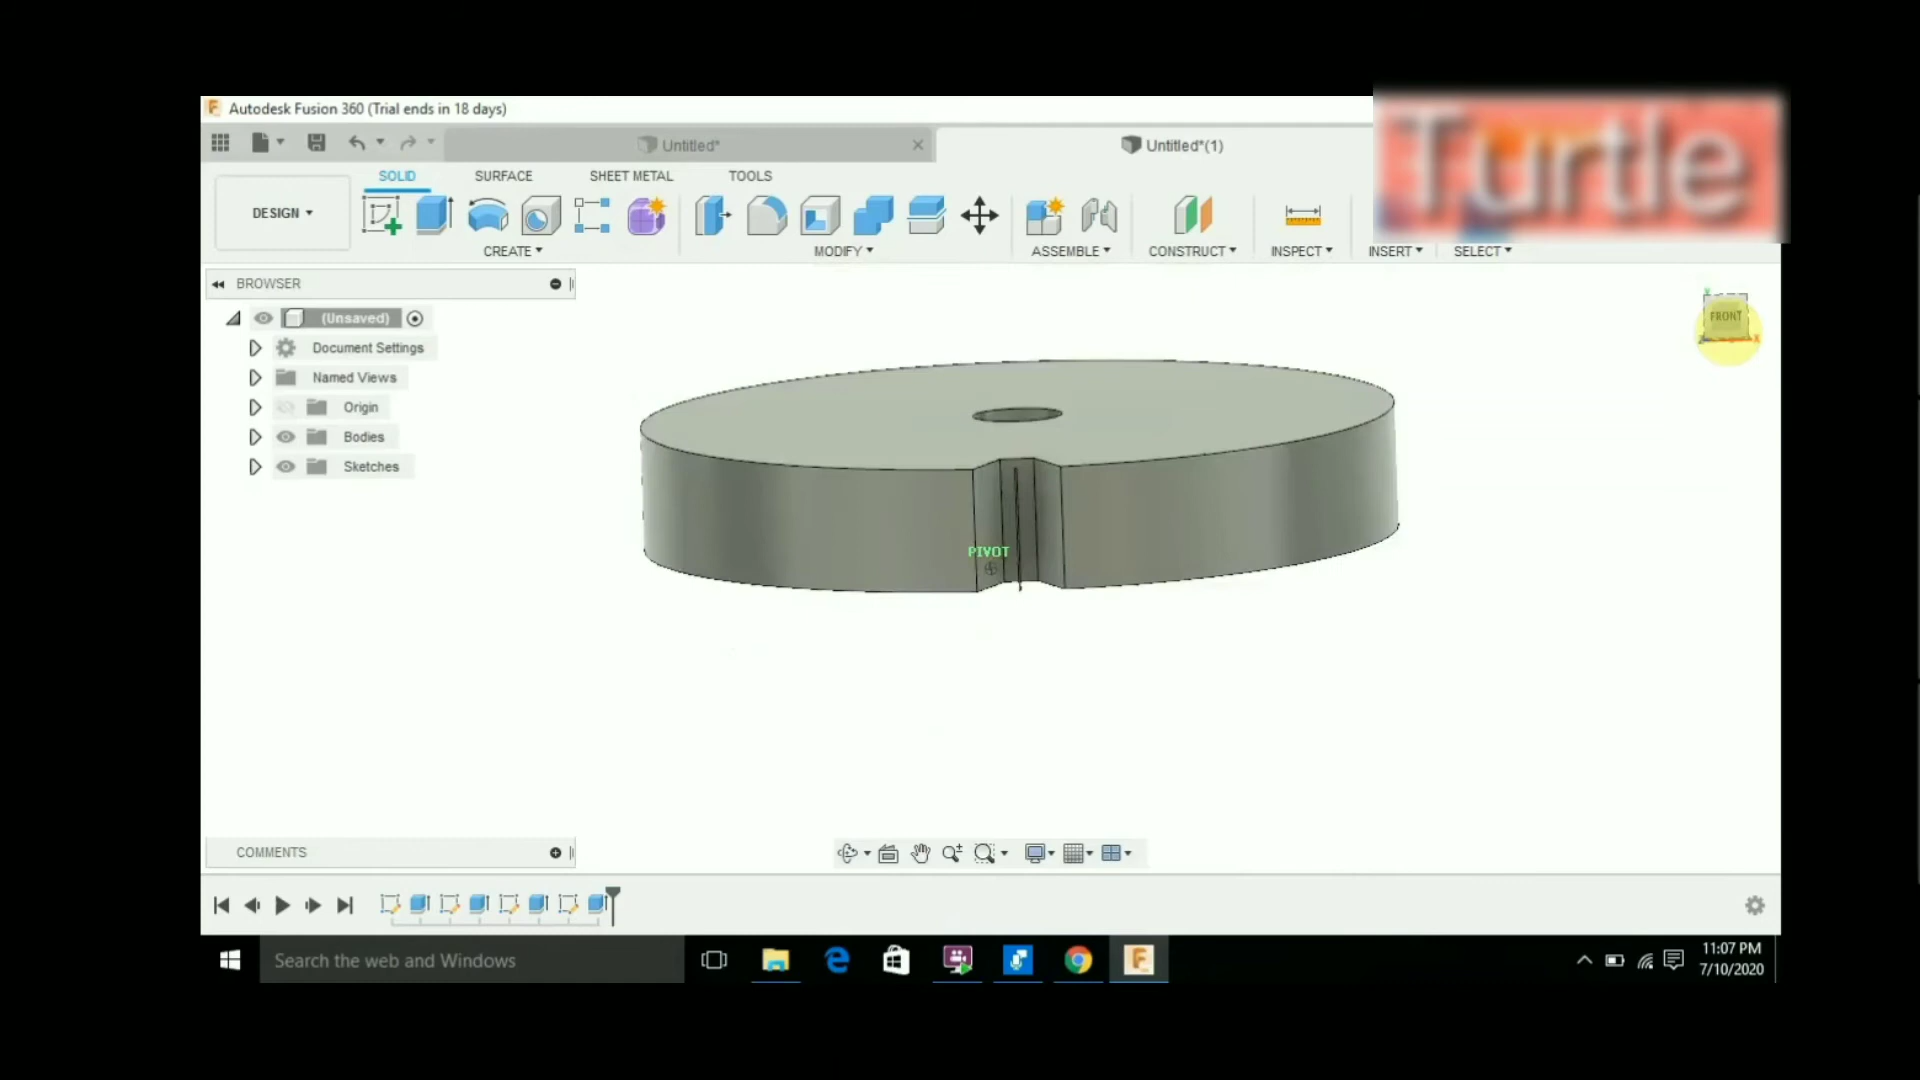 Autodesk Fusion 360 (Trial ends in 18 days)
Untitled*
Untitled*(1)
Turtle
SOLID
SURFACE
SHEET METAL
TOOLS
DESIGN
CREATE
MODIFY
ASSEMBLE
CONSTRUCT
INSPECT
INSERT
SELECT
BROWSER
(Unsaved)
Document Settings
Named Views
Origin
Bodies
Sketches
FRONT
PIVOT
COMMENTS
Search the web and Windows
11:07 PM
7/10/2020